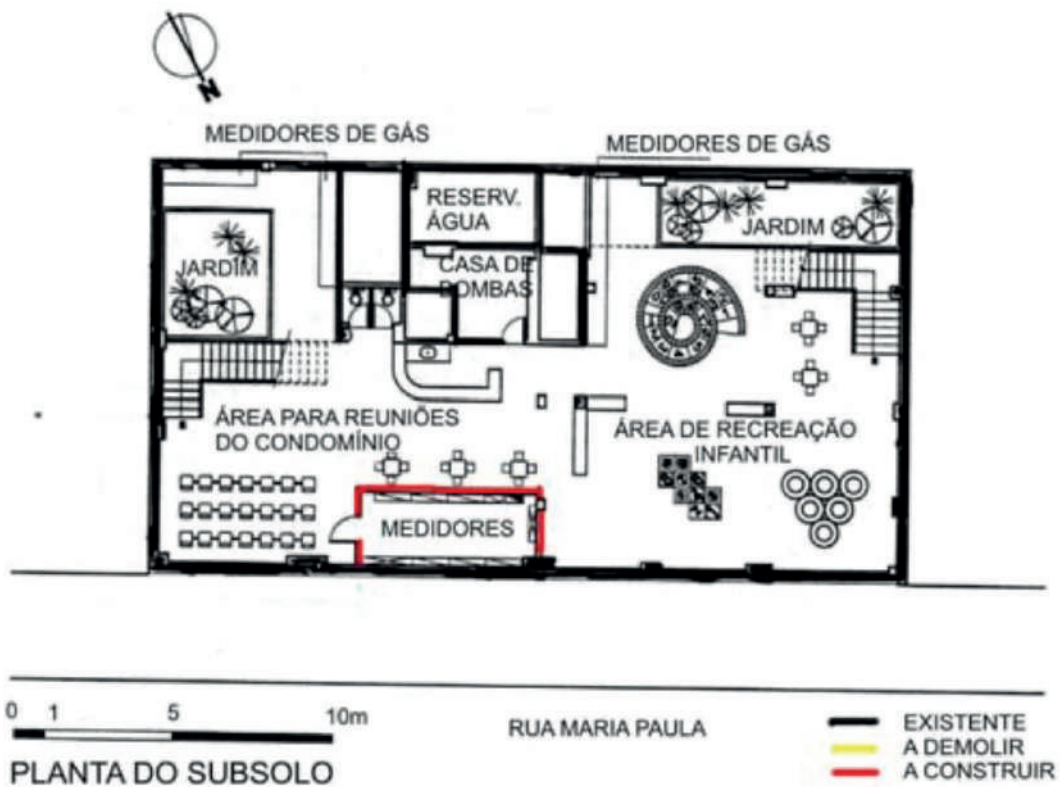 N
MEDIDORES DE GÁS
MEDIDORES DE GÁS
RESERV.
ÁGUA
JARDIM
JARDIM
CASA DE
BOMBAS
ÁREA PARA REUNIÕES
DO CONDOMÍNIO
ÁREA DE RECREAÇÃO
INFANTIL
MEDIDORES
0 1 5 10m
RUA MARIA PAULA
EXISTENTE
A DEMOLIR
A CONSTRUIR
PLANTA DO SUBSOLO